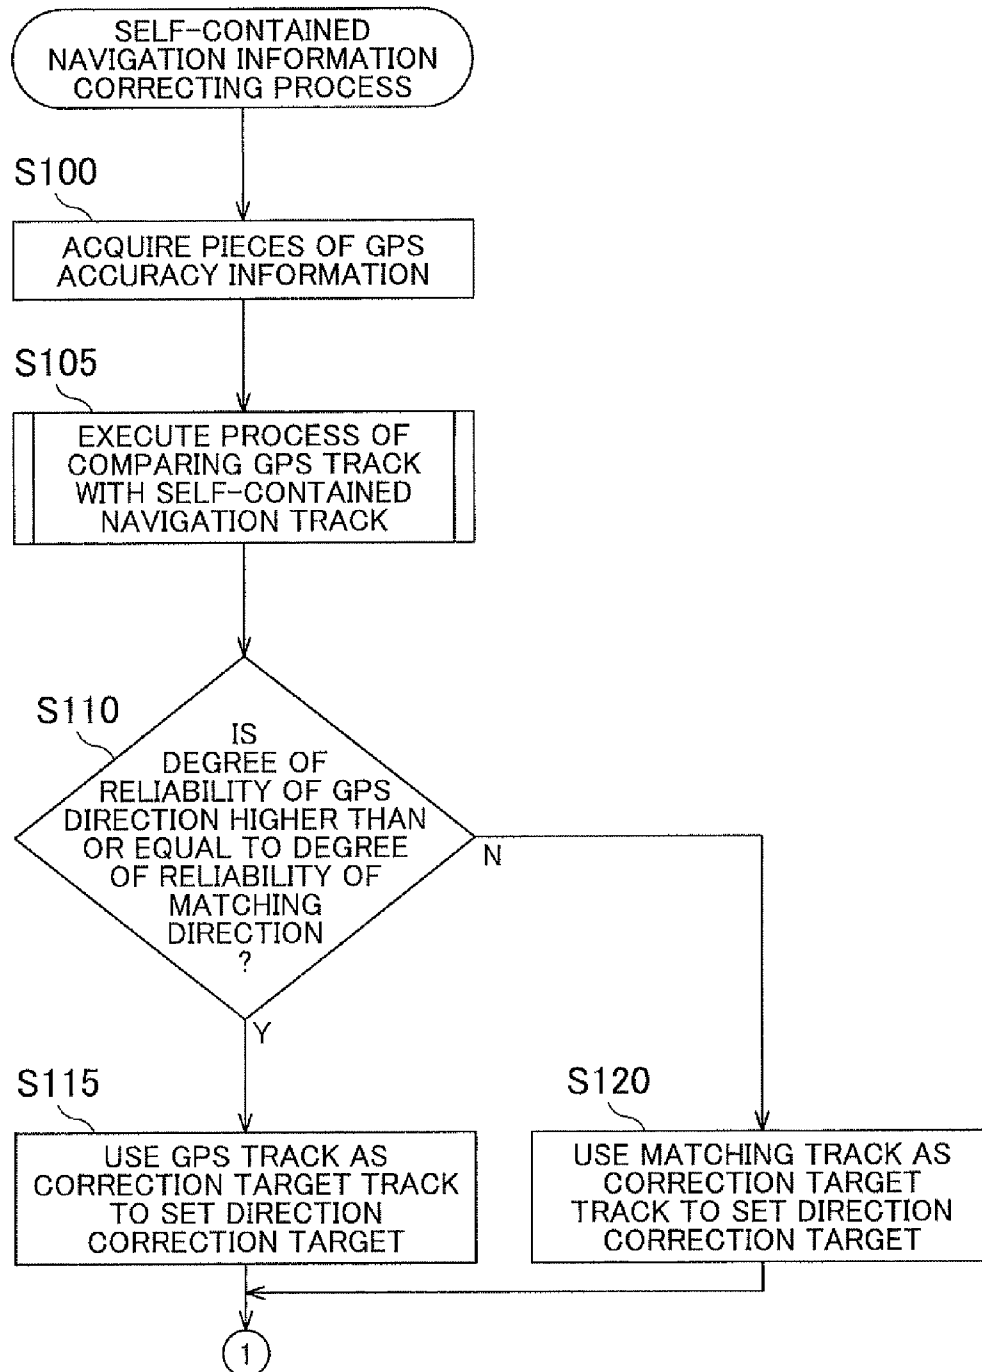 SELF-CONTAINED
NAVIGATION INFORMATION
CORRECTING PROCESS
S100
ACQUIRE PIECES OF GPS
ACCURACY INFORMATION
S105
EXECUTE PROCESS OF
COMPARING GPS TRACK
WITH SELF-CONTAINED
NAVIGATION TRACK
S110
IS
DEGREE OF
RELIABILITY OF GPS
DIRECTION HIGHER THAN
OR EQUAL TO DEGREE
OF RELIABILITY OF
MATCHING
DIRECTION
?
N
Y
S115
USE GPS TRACK AS
CORRECTION TARGET TRACK
TO SET DIRECTION
CORRECTION TARGET
S120
USE MATCHING TRACK AS
CORRECTION TARGET
TRACK TO SET DIRECTION
CORRECTION TARGET
1